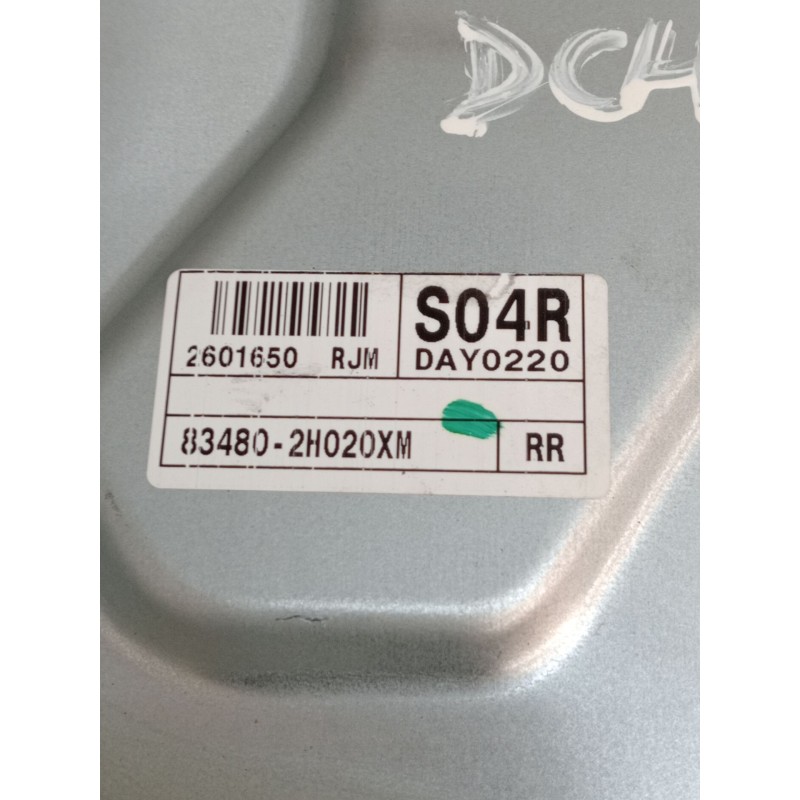 DCH
S04R
2601650 RJM DAY0220
83480-2H020XM RR